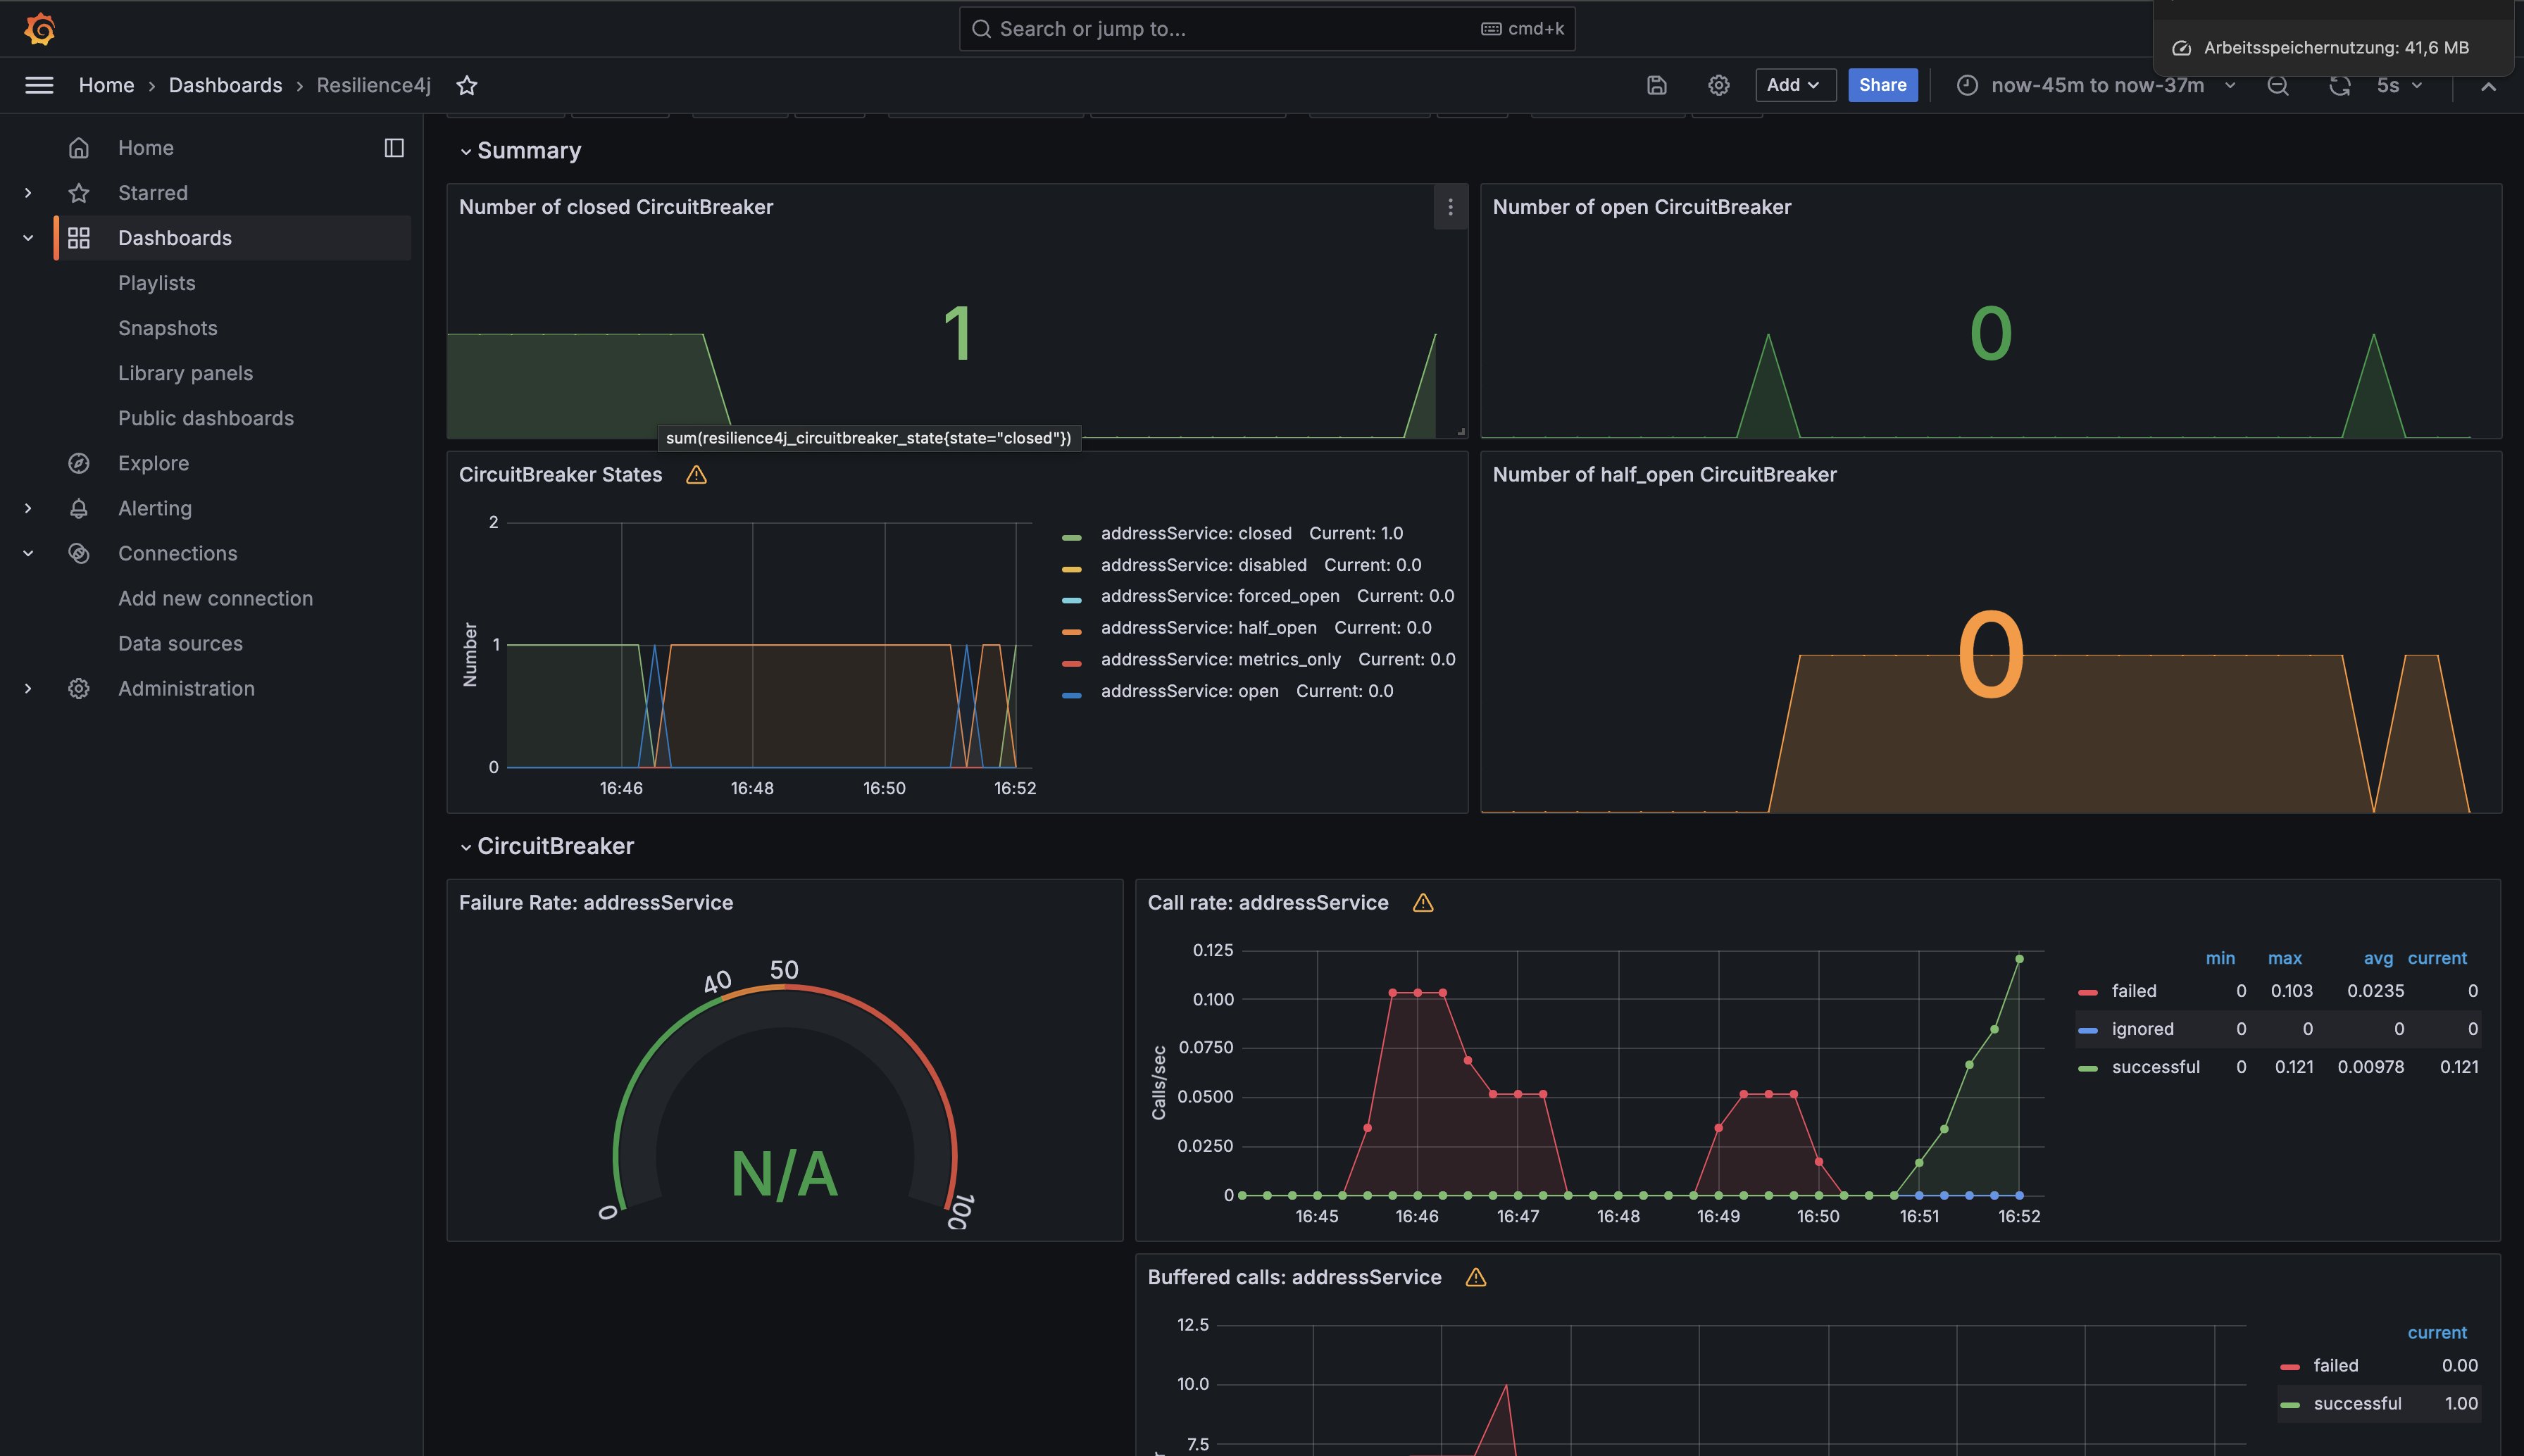 Search or jump to... cmd+k
Arbeitsspeichernutzung: 41,6 MB
Home › Dashboards › Resilience4j
Add
Share
now-45m to now-37m
5s
Home
Starred
Dashboards
Playlists
Snapshots
Library panels
Public dashboards
Explore
Alerting
Connections
Add new connection
Data sources
Administration
Summary
Number of closed CircuitBreaker
1
sum(resilience4j_circuitbreaker_state{state="closed"})
Number of open CircuitBreaker
0
CircuitBreaker States
Number
2
1
0
16:46 16:48 16:50 16:52
addressService: closed Current: 1.0
addressService: disabled Current: 0.0
addressService: forced_open Current: 0.0
addressService: half_open Current: 0.0
addressService: metrics_only Current: 0.0
addressService: open Current: 0.0
Number of half_open CircuitBreaker
0
CircuitBreaker
Failure Rate: addressService
0
40
50
100
N/A
Call rate: addressService
Calls/sec
0.125
0.100
0.0750
0.0500
0.0250
0
16:45 16:46 16:47 16:48 16:49 16:50 16:51 16:52
min max avg current
failed 0 0.103 0.0235 0
ignored 0 0 0 0
successful 0 0.121 0.00978 0.121
Buffered calls: addressService
12.5
10.0
7.5
current
failed 0.00
successful 1.00